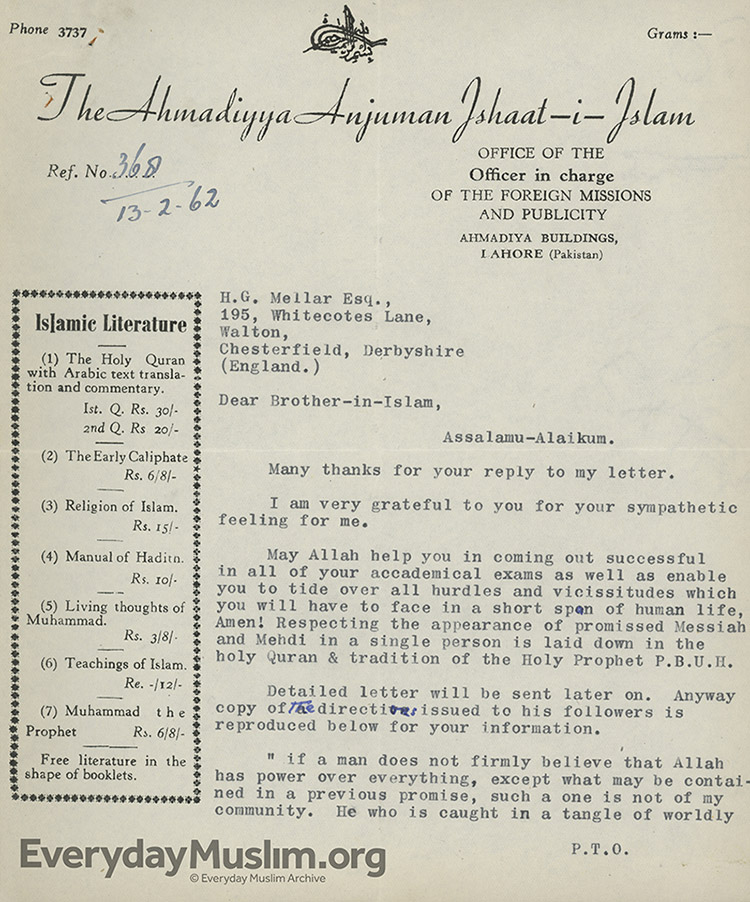 Phone 3737
Grams :—
The Ahmadiyya Anjuman Ishaat-i-Islam
Ref. No. 368
13-2-62
OFFICE OF THE
Officer in charge
OF THE FOREIGN MISSIONS
AND PUBLICITY
AHMADIYA BUILDINGS,
LAHORE (Pakistan)
Islamic Literature
(1) The Holy Quran
with Arabic text transla-
tion and commentary.
1st. Q. Rs. 30/-
2nd Q. Rs 20/-
(2) The Early Caliphate
Rs. 6/8/-
(3) Religion of Islam.
Rs. 15/-
(4) Manual of Hadith.
Rs. 10/-
(5) Living thoughts of
Muhammad.
Rs. 3/8/-
(6) Teachings of Islam.
Re. -/12/-
(7) Muhammad the
Prophet Rs. 6/8/-
Free literature in the
shape of booklets.
H.G. Mellar Esq.,
195, Whitecotes Lane,
Walton,
Chesterfield, Derbyshire
(England.)
Dear Brother-in-Islam,
Assalamu-Alaikum.
Many thanks for your reply to my letter.
I am very grateful to you for your sympathetic
feeling for me.
May Allah help you in coming out successful
in all of your accademical exams as well as enable
you to tide over all hurdles and vicissitudes which
you will have to face in a short span of human life,
Amen! Respecting the appearance of promissed Messiah
and Mehdi in a single person is laid down in the
holy Quran & tradition of the Holy Prophet P.B.U.H.
Detailed letter will be sent later on. Anyway
copy of the directions issued to his followers is
reproduced below for your information.
" if a man does not firmly believe that Allah
has power over everything, except what may be contai-
ned in a previous promise, such a one is not of my
community. He who is caught in a tangle of worldly
P.T.O.
EverydayMuslim.org
© Everyday Muslim Archive